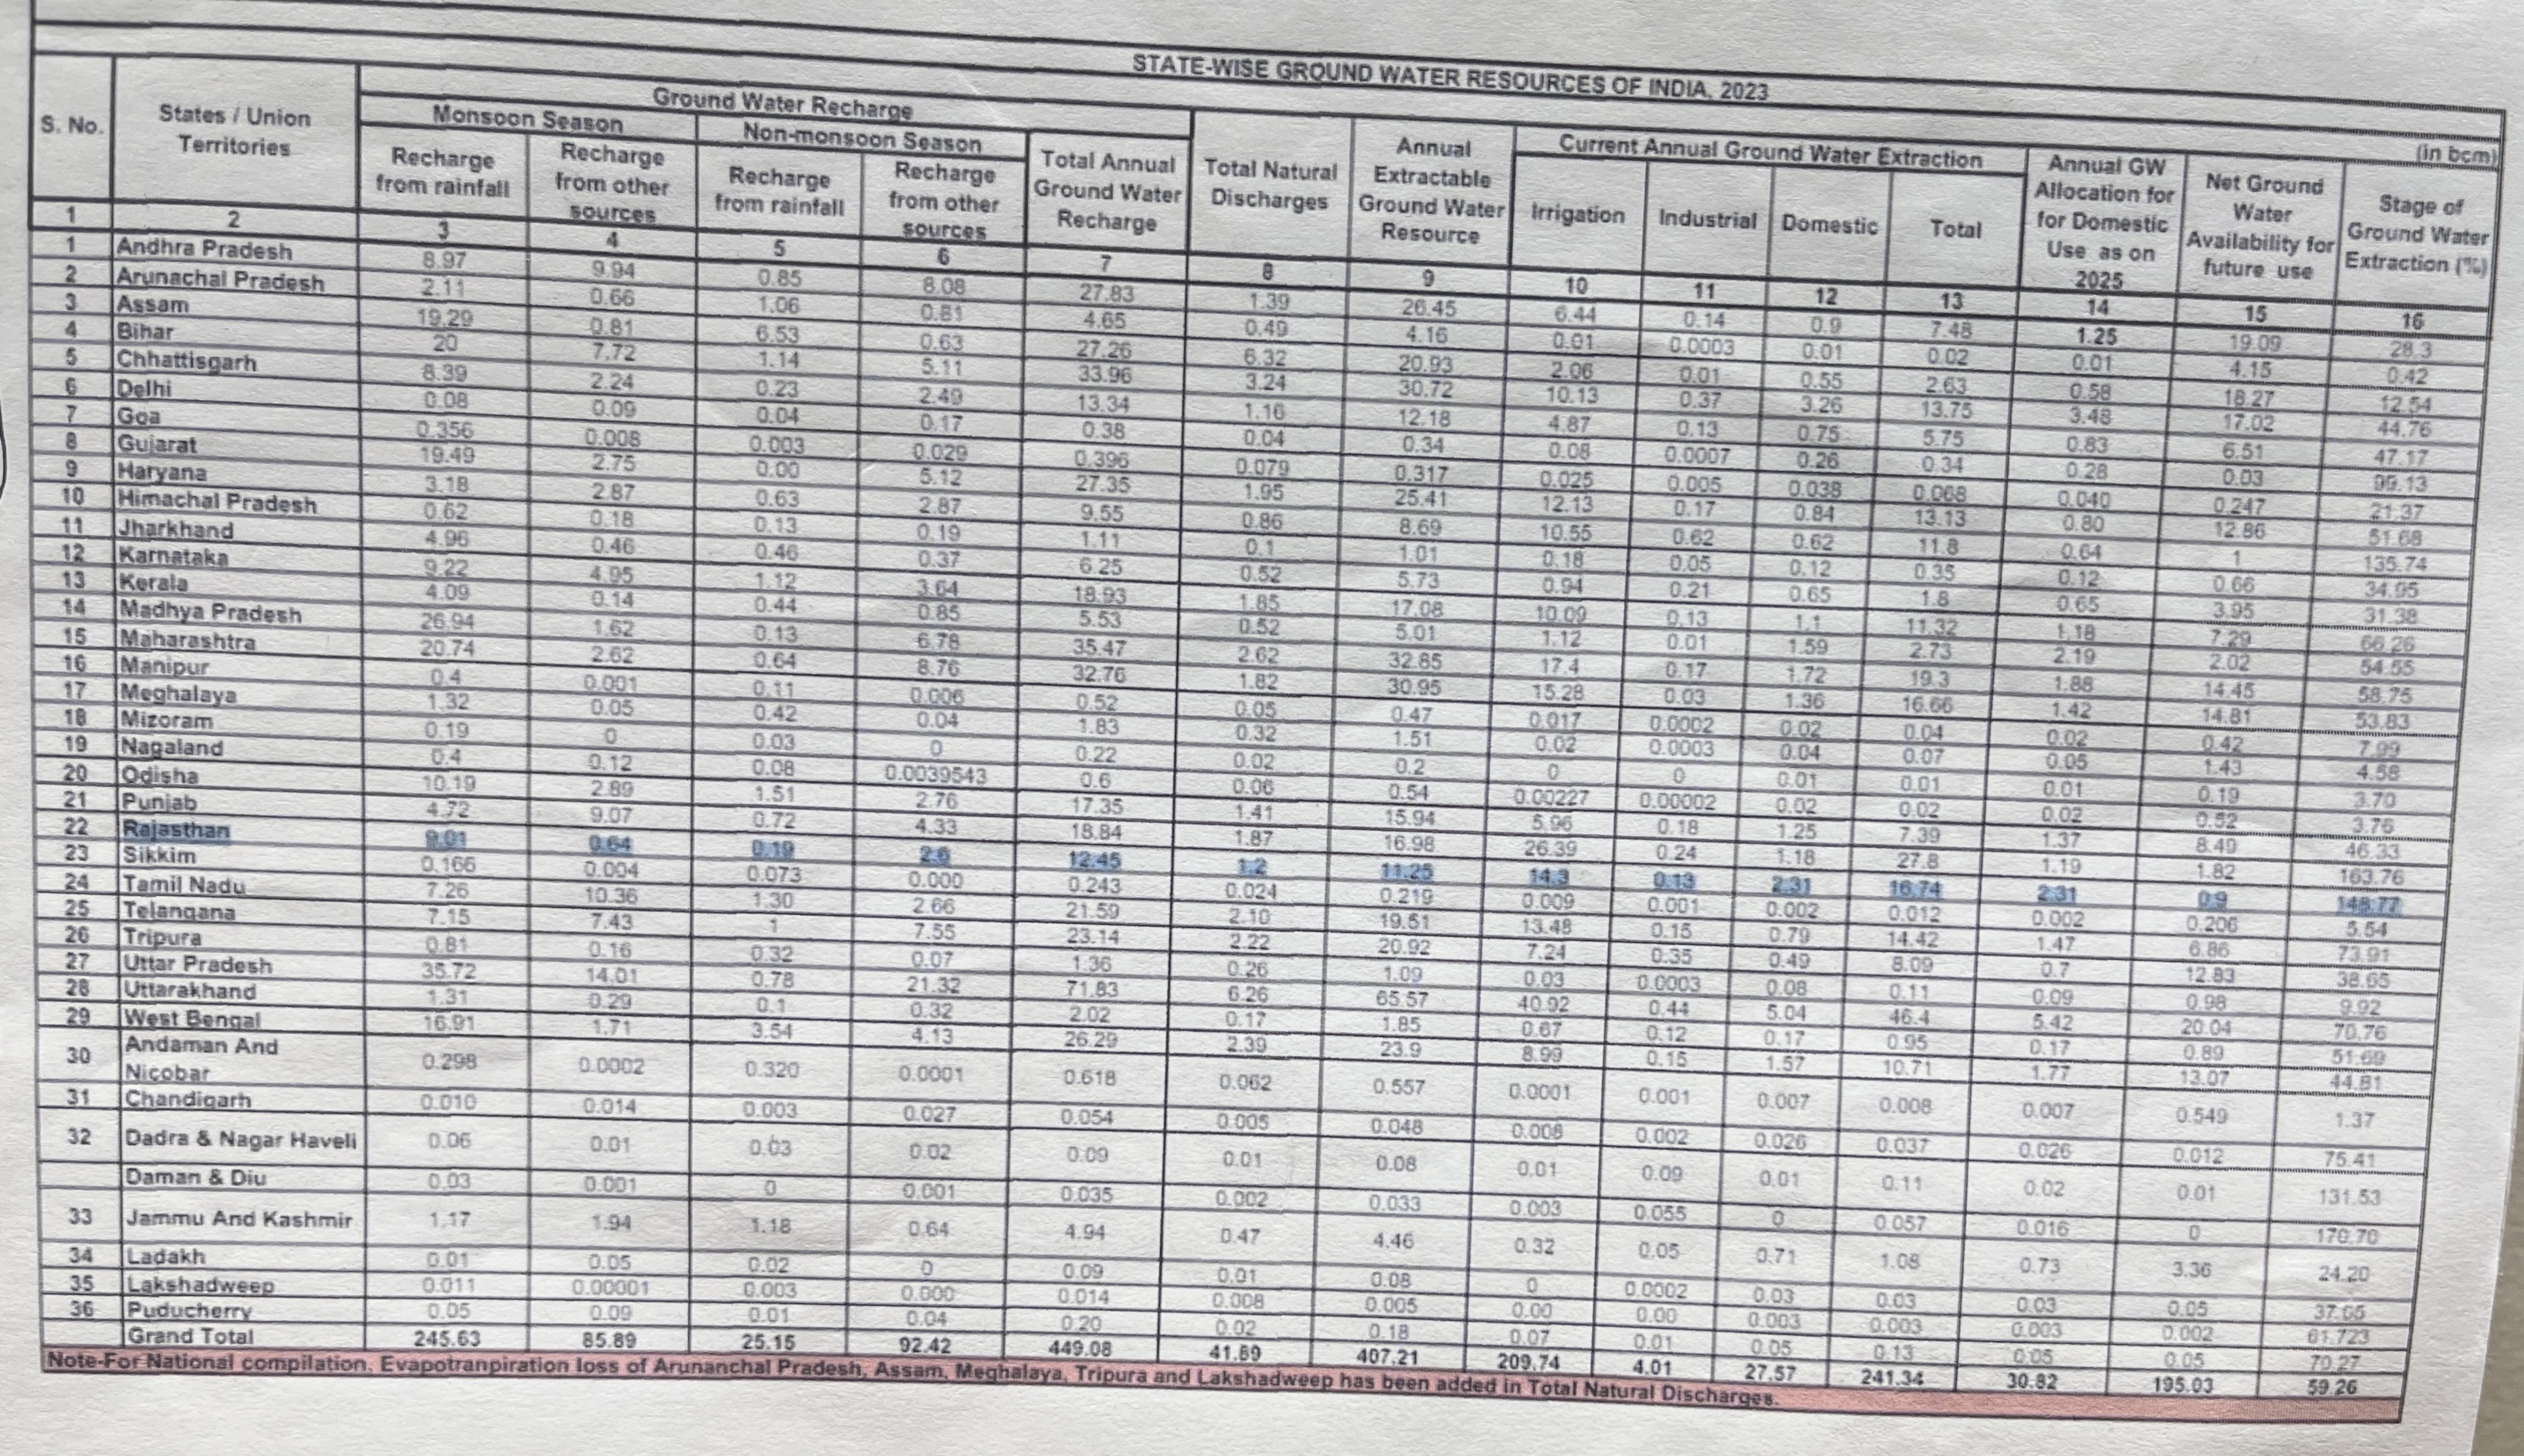 STATE-WISE GROUND WATER RESOURCES OF INDIA, 2023
(in bcm)
S. No. States / Union Territories Ground Water Recharge Total Natural Discharges Annual Extractable Ground Water Resource Current Annual Ground Water Extraction Annual GW Allocation for for Domestic Use as on 2025 Net Ground Water Availability for future use Stage of Ground Water Extraction (%)
Monsoon Season Non-monsoon Season Total Annual Ground Water Recharge Irrigation Industrial Domestic Total
Recharge from rainfall Recharge from other sources Recharge from rainfall Recharge from other sources
1 2 3 4 5 6 7 8 9 10 11 12 13 14 15 16
1 Andhra Pradesh 8.97 9.94 0.85 8.08 27.83 1.39 26.45 6.44 0.14 0.9 7.48 1.25 19.09 28.3
2 Arunachal Pradesh 2.11 0.66 1.06 0.81 4.65 0.49 4.16 0.01 0.0003 0.01 0.02 0.01 4.15 0.42
3 Assam 19.29 0.81 6.53 0.63 27.26 6.32 20.93 2.06 0.01 0.55 2.63 0.58 18.27 12.54
4 Bihar 20 7.72 1.14 5.11 33.96 3.24 30.72 10.13 0.37 3.26 13.75 3.48 17.02 44.76
5 Chhattisgarh 8.39 2.24 0.23 2.49 13.34 1.16 12.18 4.87 0.13 0.75 5.75 0.83 6.51 47.17
6 Delhi 0.08 0.09 0.04 0.17 0.38 0.04 0.34 0.08 0.0007 0.26 0.34 0.28 0.03 99.13
7 Goa 0.356 0.008 0.003 0.029 0.396 0.079 0.317 0.025 0.005 0.038 0.068 0.040 0.247 21.37
8 Gujarat 19.49 2.75 0.00 5.12 27.35 1.95 25.41 12.13 0.17 0.84 13.13 0.80 12.86 51.68
9 Haryana 3.18 2.87 0.63 2.87 9.55 0.86 8.69 10.55 0.62 0.62 11.8 0.64 1 135.74
10 Himachal Pradesh 0.62 0.18 0.13 0.19 1.11 0.1 1.01 0.18 0.05 0.12 0.35 0.12 0.66 34.95
11 Jharkhand 4.96 0.46 0.46 0.37 6.25 0.52 5.73 0.94 0.21 0.65 1.8 0.65 3.95 31.38
12 Karnataka 9.22 4.95 1.12 3.64 18.93 1.85 17.08 10.09 0.13 1.1 11.32 1.18 7.29 66.26
13 Kerala 4.09 0.14 0.44 0.85 5.53 0.52 5.01 1.12 0.01 1.59 2.73 2.19 2.02 54.55
14 Madhya Pradesh 26.94 1.62 0.13 6.78 35.47 2.62 32.85 17.4 0.17 1.72 19.3 1.88 14.45 58.75
15 Maharashtra 20.74 2.62 0.64 8.76 32.76 1.82 30.95 15.28 0.03 1.36 16.66 1.42 14.81 53.83
16 Manipur 0.4 0.001 0.11 0.006 0.52 0.05 0.47 0.017 0.0002 0.02 0.04 0.02 0.42 7.99
17 Meghalaya 1.32 0.05 0.42 0.04 1.83 0.32 1.51 0.02 0.0003 0.04 0.07 0.05 1.43 4.58
18 Mizoram 0.19 0 0.03 0 0.22 0.02 0.2 0 0 0.01 0.01 0.01 0.19 3.70
19 Nagaland 0.4 0.12 0.08 0.0039543 0.6 0.06 0.54 0.00227 0.00002 0.02 0.02 0.02 0.52 3.76
20 Odisha 10.19 2.89 1.51 2.76 17.35 1.41 15.94 5.96 0.18 1.25 7.39 1.37 8.49 46.33
21 Punjab 4.72 9.07 0.72 4.33 18.84 1.87 16.98 26.39 0.24 1.18 27.8 1.19 1.82 163.76
22 Rajasthan 9.01 0.64 0.19 2.6 12.45 1.2 11.25 14.3 0.13 2.31 16.74 2.31 0.9 148.77
23 Sikkim 0.166 0.004 0.073 0.000 0.243 0.024 0.219 0.009 0.001 0.002 0.012 0.002 0.206 5.54
24 Tamil Nadu 7.26 10.36 1.30 2.66 21.59 2.10 19.51 13.48 0.15 0.79 14.42 1.47 6.86 73.91
25 Telangana 7.15 7.43 1 7.55 23.14 2.22 20.92 7.24 0.35 0.49 8.09 0.7 12.83 38.65
26 Tripura 0.81 0.16 0.32 0.07 1.36 0.26 1.09 0.03 0.0003 0.08 0.11 0.09 0.98 9.92
27 Uttar Pradesh 35.72 14.01 0.78 21.32 71.83 6.26 65.57 40.92 0.44 5.04 46.4 5.42 20.04 70.76
28 Uttarakhand 1.31 0.29 0.1 0.32 2.02 0.17 1.85 0.67 0.12 0.17 0.95 0.17 0.89 51.69
29 West Bengal 16.91 1.71 3.54 4.13 26.29 2.39 23.9 8.99 0.15 1.57 10.71 1.77 13.07 44.81
30 Andaman And Nicobar 0.298 0.0002 0.320 0.0001 0.618 0.062 0.557 0.0001 0.001 0.007 0.008 0.007 0.549 1.37
31 Chandigarh 0.010 0.014 0.003 0.027 0.054 0.005 0.048 0.008 0.002 0.026 0.037 0.026 0.012 75.41
32 Dadra & Nagar Haveli 0.06 0.01 0.03 0.02 0.09 0.01 0.08 0.01 0.09 0.01 0.11 0.02 0.01 131.53
Daman & Diu 0.03 0.001 0 0.001 0.035 0.002 0.033 0.003 0.055 0 0.057 0.016 0 170.70
33 Jammu And Kashmir 1.17 1.94 1.18 0.64 4.94 0.47 4.46 0.32 0.05 0.71 1.08 0.73 3.36 24.20
34 Ladakh 0.01 0.05 0.02 0 0.09 0.01 0.08 0 0.0002 0.03 0.03 0.03 0.05 37.05
35 Lakshadweep 0.011 0.00001 0.003 0.000 0.014 0.008 0.005 0.00 0.00 0.003 0.003 0.003 0.002 61.723
36 Puducherry 0.05 0.09 0.01 0.04 0.20 0.02 0.18 0.07 0.01 0.05 0.13 0.05 0.05 70.27
Grand Total 245.63 85.89 25.15 92.42 449.08 41.89 407.21 209.74 4.01 27.57 241.34 30.82 195.03 59.26
Note-For National compilation, Evapotranpiration loss of Arunanchal Pradesh, Assam, Meghalaya, Tripura and Lakshadweep has been added in Total Natural Discharges.